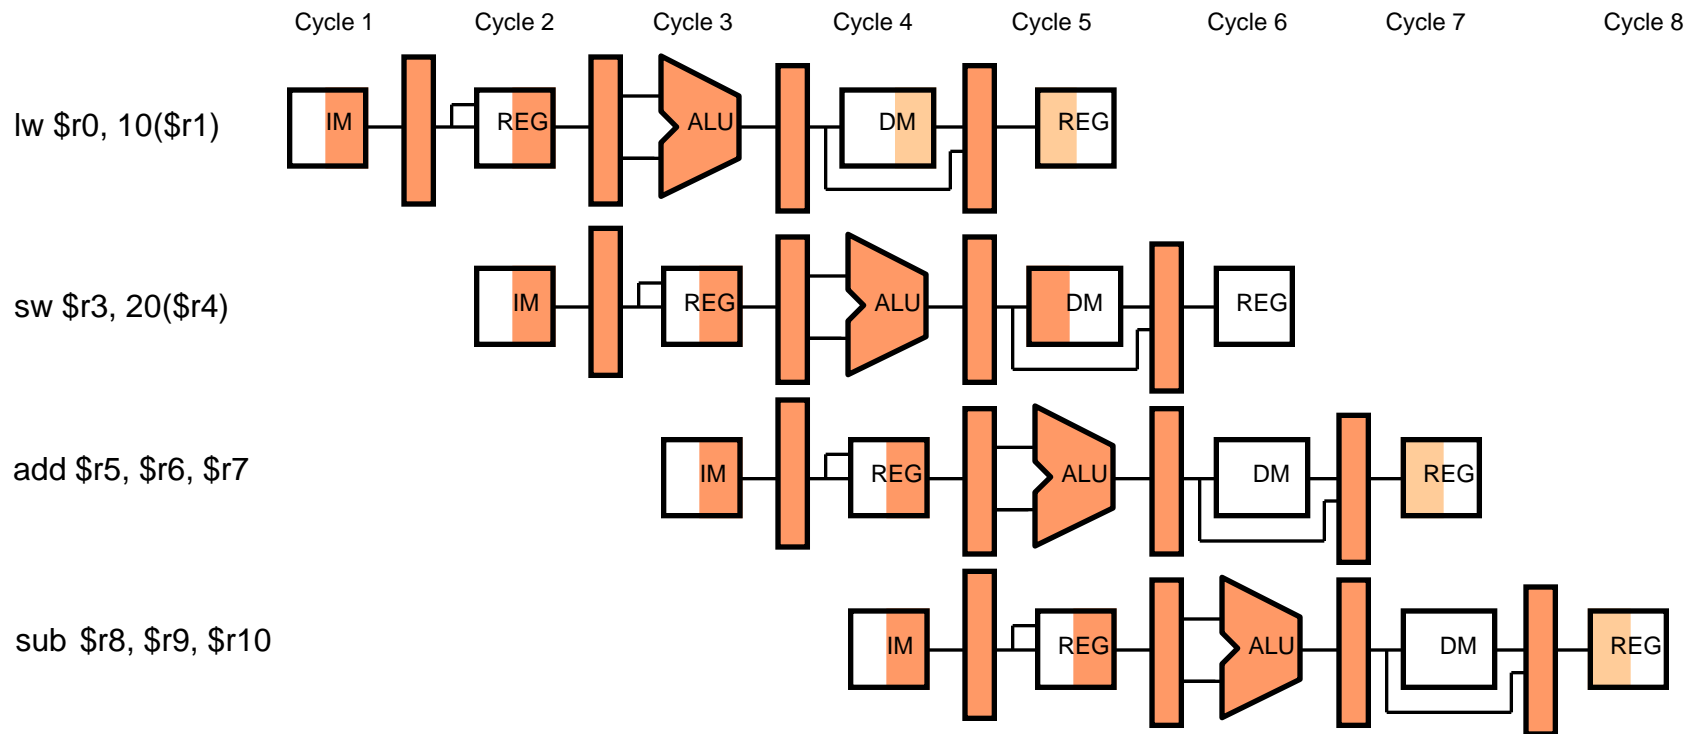 Cycle 1 Cycle 2 Cycle 3 Cycle 4 Cycle 5 Cycle 6 Cycle 7 Cycle 8
lw $r0, 10($r1) IM REG ALU DM REG
sw $r3, 20($r4) IM REG ALU DM REG
add $r5, $r6, $r7 IM REG ALU DM REG
sub $r8, $r9, $r10 IM REG ALU DM REG